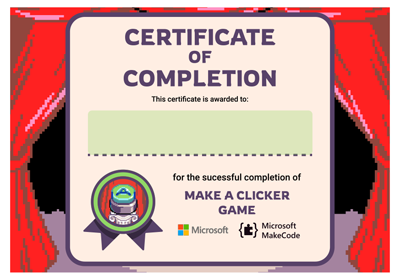 CERTIFICATE
OF
COMPLETION
This certificate is awarded to:
for the sucessful completion of
MAKE A CLICKER
GAME
Microsoft
Microsoft
MakeCode